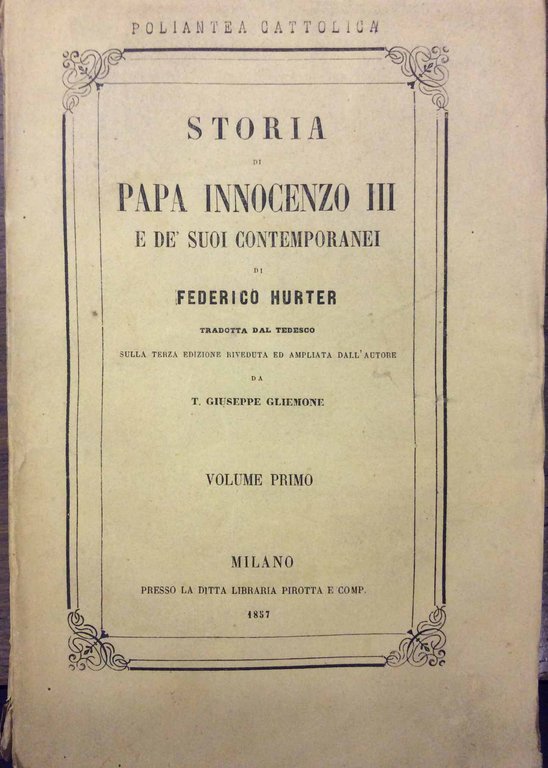 POLIANTEA CATTOLICA
STORIA
DI
PAPA INNOCENZO III
E DE' SUOI CONTEMPORANEI
DI
FEDERICO HURTER
TRADOTTA DAL TEDESCO
SULLA TERZA EDIZIONE RIVEDUTA ED AMPLIATA DALL'AUTORE
DA
T. GIUSEPPE GLIEMONE
VOLUME PRIMO
MILANO
PRESSO LA DITTA LIBRARIA PIROTTA E COMP.
1857